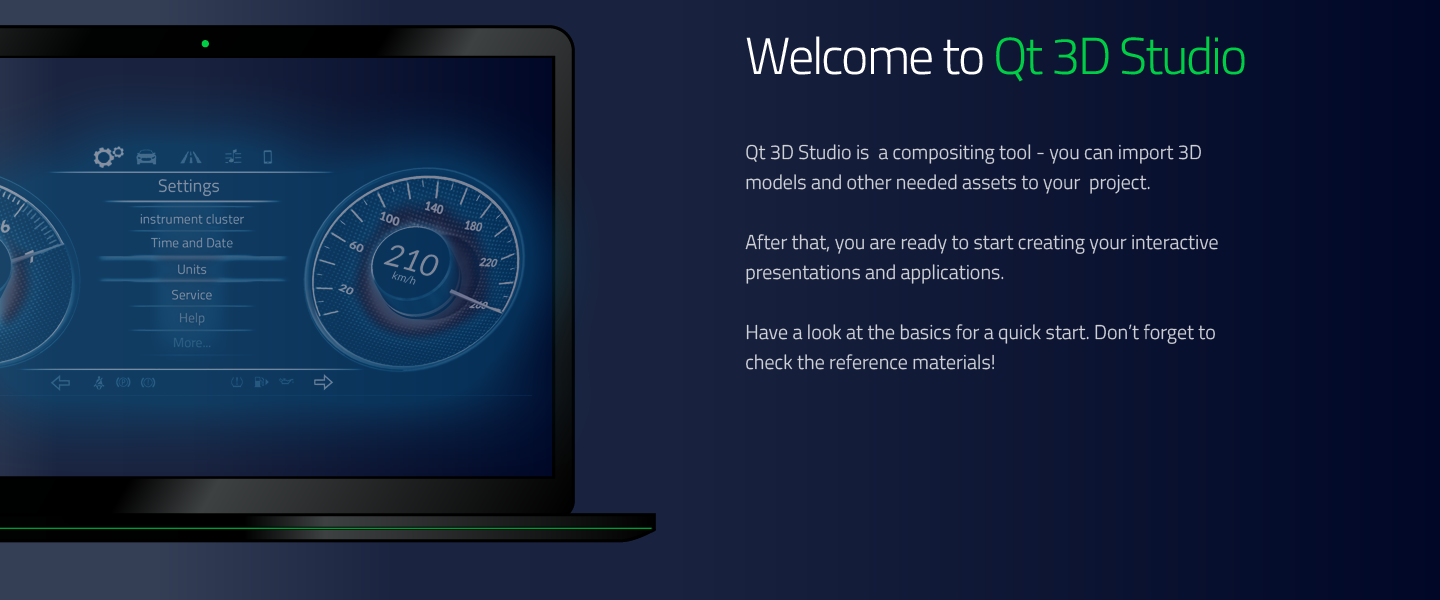 Welcome to Qt 3D Studio
Qt 3D Studio is  a compositing tool - you can import 3D
models and other needed assets to your  project.
After that, you are ready to start creating your interactive
presentations and applications.
Have a look at the basics for a quick start. Don’t forget to
check the reference materials!
Settings
instrument cluster
Time and Date
Units
Service
Help
More...
6
7
20
60
100
140
180
220
260
210
km/h